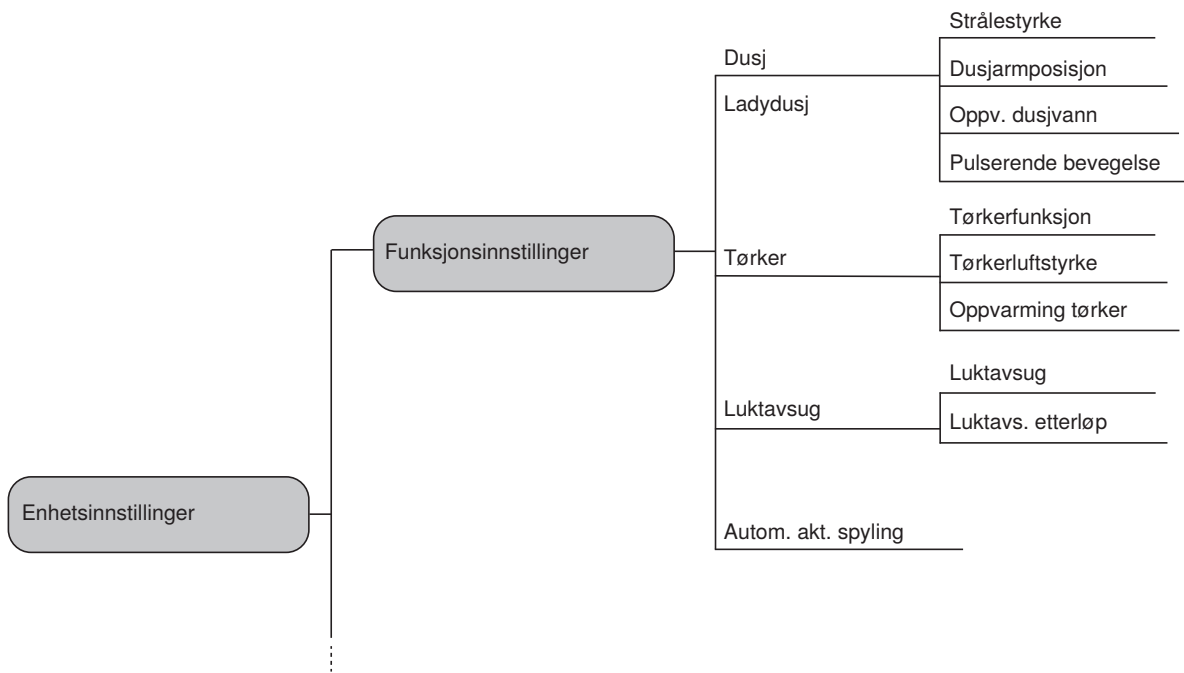 Strålestyrke
Dusj
Dusjarmposisjon
Ladydusj
Oppv. dusjvann
Pulserende bevegelse
Tørkerfunksjon
Funksjonsinnstillinger
Tørker
Tørkerluftstyrke
Oppvarming tørker
Luktavsug
Luktavsug
Luktavs. etterløp
Enhetsinnstillinger
Autom. akt. spyling